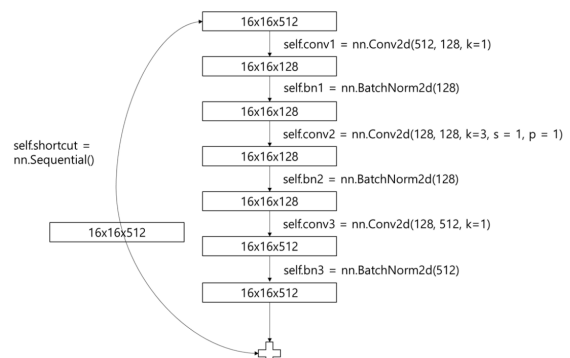 16x16x512
self.conv1 = nn.Conv2d(512, 128, k=1)
16x16x128
self.bn1 = nn.BatchNorm2d(128)
16x16x128
self.conv2 = nn.Conv2d(128, 128, k=3, s = 1, p = 1)
self.shortcut =
nn.Sequential()
16x16x128
self.bn2 = nn.BatchNorm2d(128)
16x16x128
self.conv3 = nn.Conv2d(128, 512, k=1)
16x16x512
16x16x512
self.bn3 = nn.BatchNorm2d(512)
16x16x512